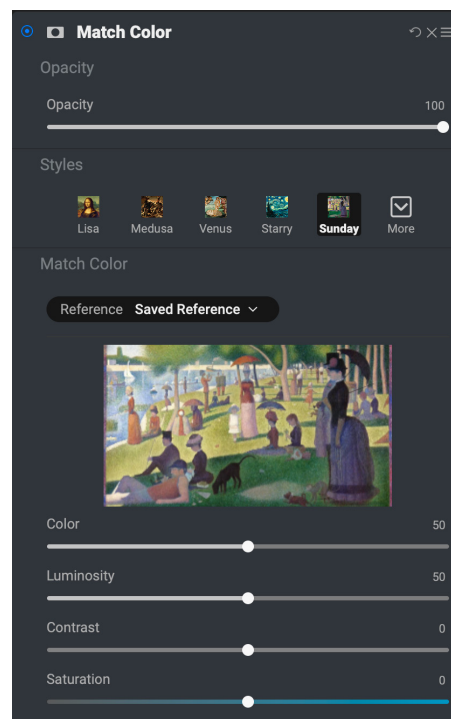 Match Color
Opacity
Opacity 100
Styles
Lisa Medusa Venus Starry Sunday More
Match Color
Reference Saved Reference
Color 50
Luminosity 50
Contrast 0
Saturation 0